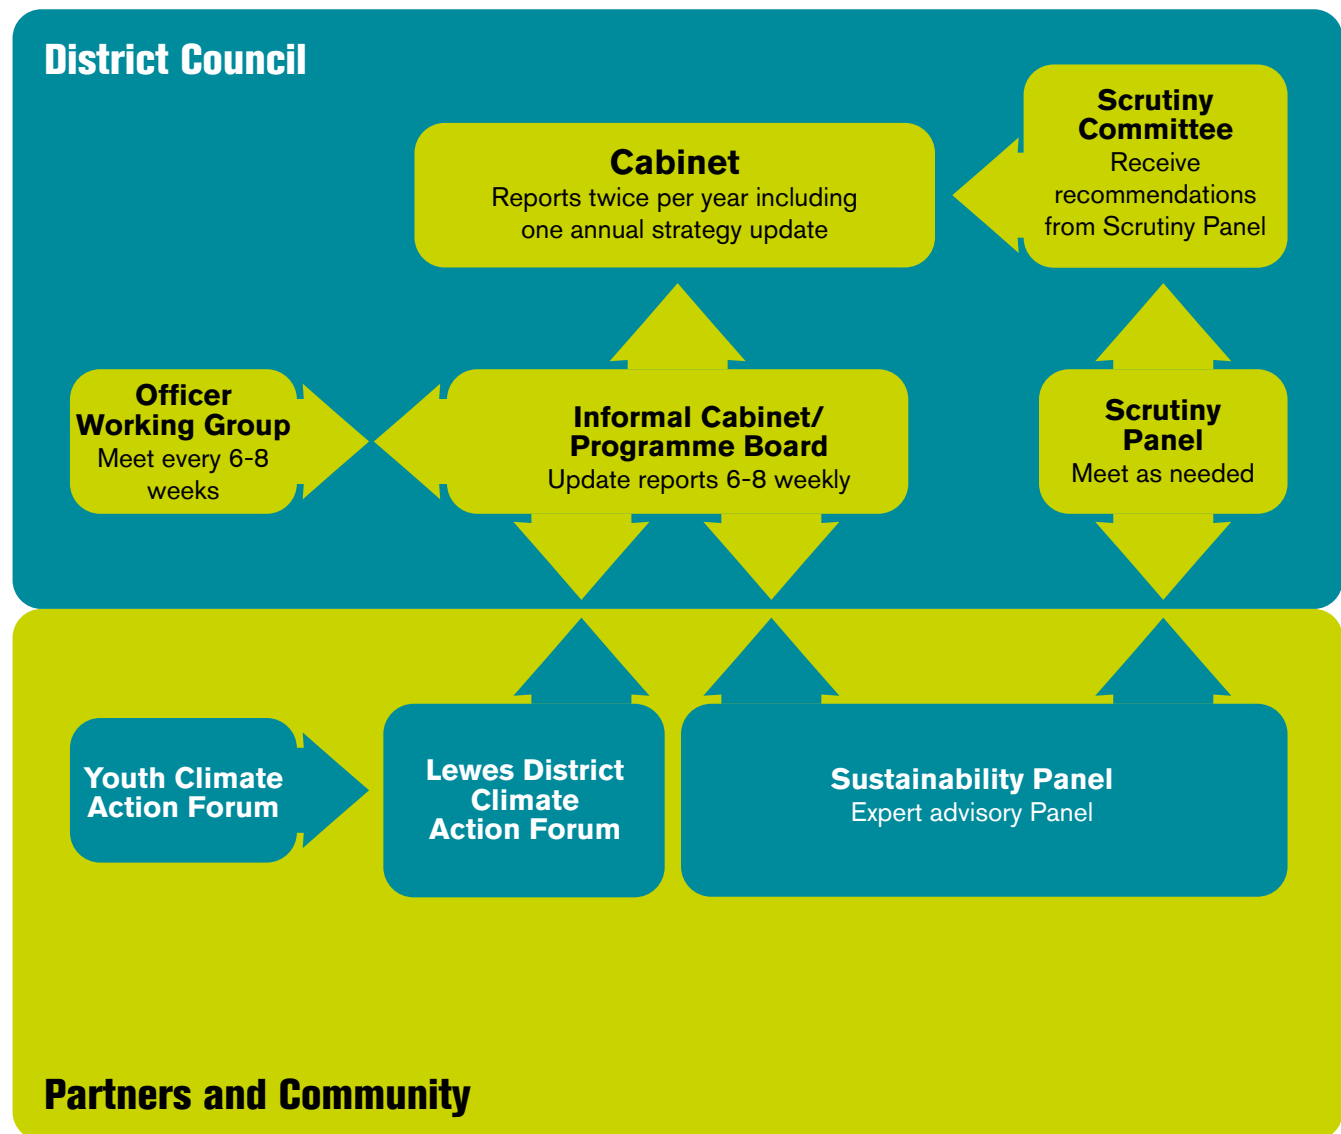 District Council
Scrutiny
Committee
Receive
recommendations
from Scrutiny Panel
Cabinet
Reports twice per year including
one annual strategy update
Officer
Working Group
Meet every 6-8
weeks
Informal Cabinet/
Programme Board
Update reports 6-8 weekly
Scrutiny
Panel
Meet as needed
Youth Climate
Action Forum
Lewes District
Climate
Action Forum
Sustainability Panel
Expert advisory Panel
Partners and Community